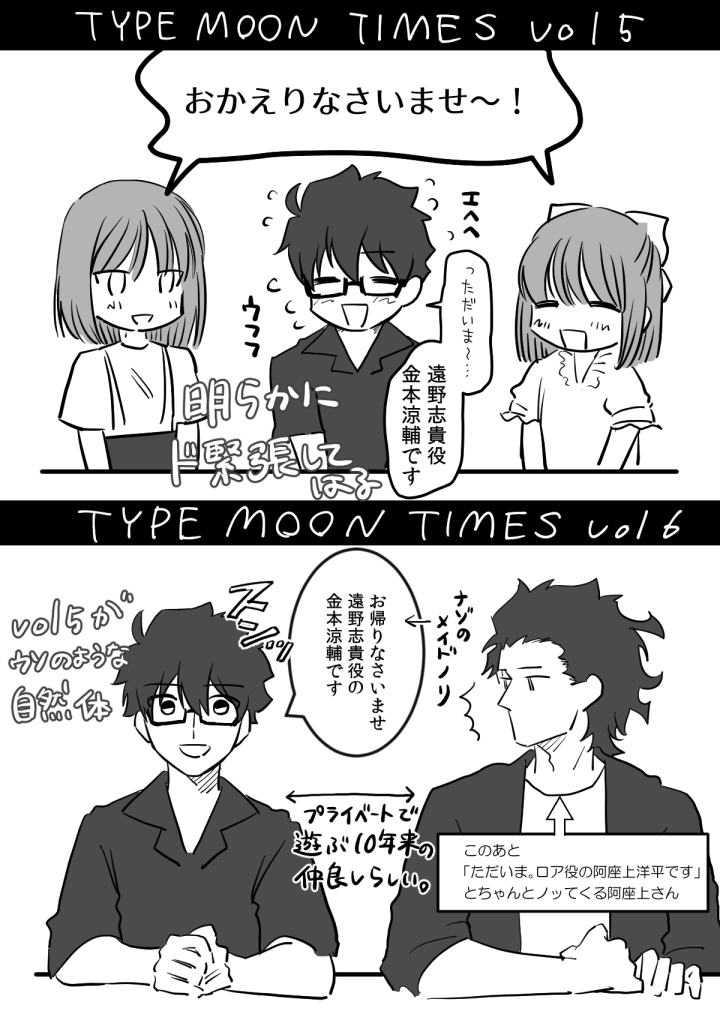 TYPE MOON TIMES vol 5
おかえりなさいませ～！
エヘヘ
っただいま〜…
遠野志貴役
金本涼輔です
ウフフ
明らかに
ド緊張して
はる
TYPE MOON TIMES vol 6
vol5が
ウソのような
自然体
スーンッ
お帰りなさいませ
遠野志貴役の
金本涼輔です
ナゾの
メイドノリ
プライベートで
遊ぶ10年来の
仲良しらしい。
このあと
「ただいま。ロア役の阿座上洋平です」
とちゃんとノッてくる阿座上さん